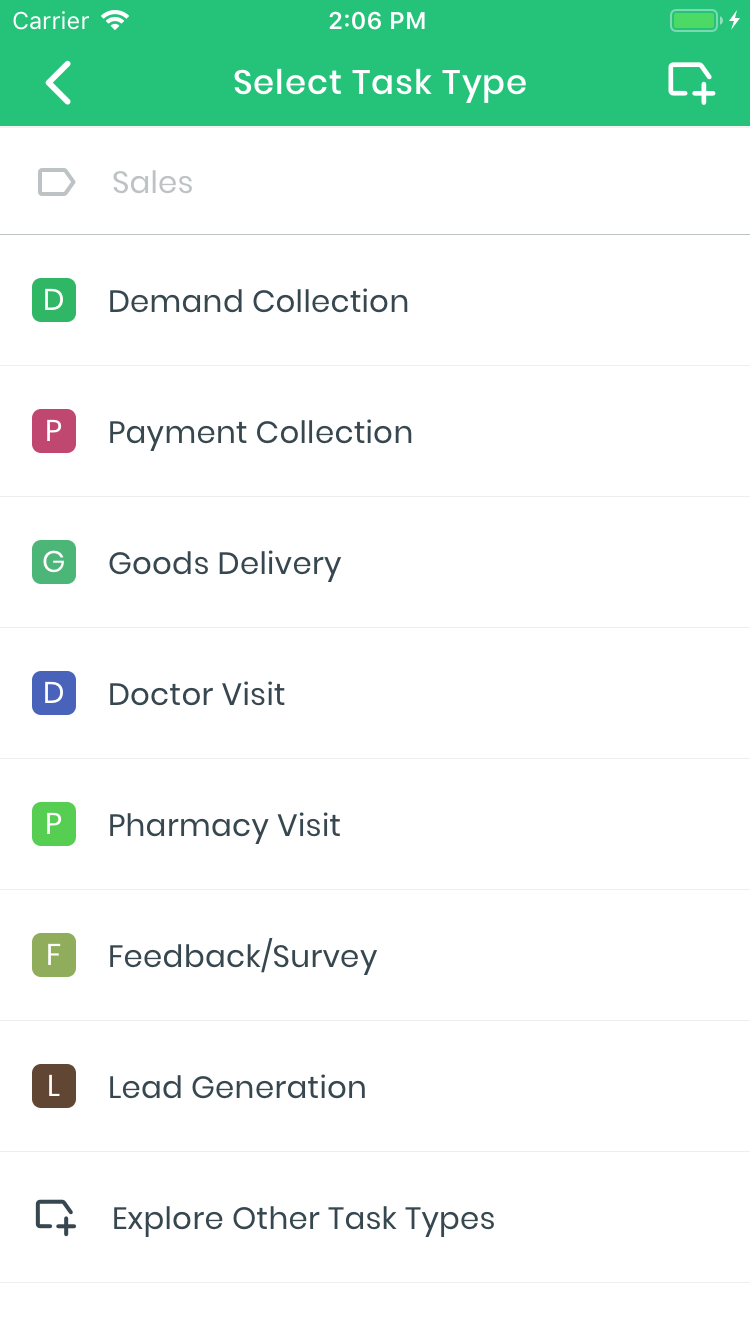 Carrier 2:06 PM
Select Task Type
Sales
D Demand Collection
P Payment Collection
G Goods Delivery
D Doctor Visit
P Pharmacy Visit
F Feedback/Survey
L Lead Generation
Explore Other Task Types